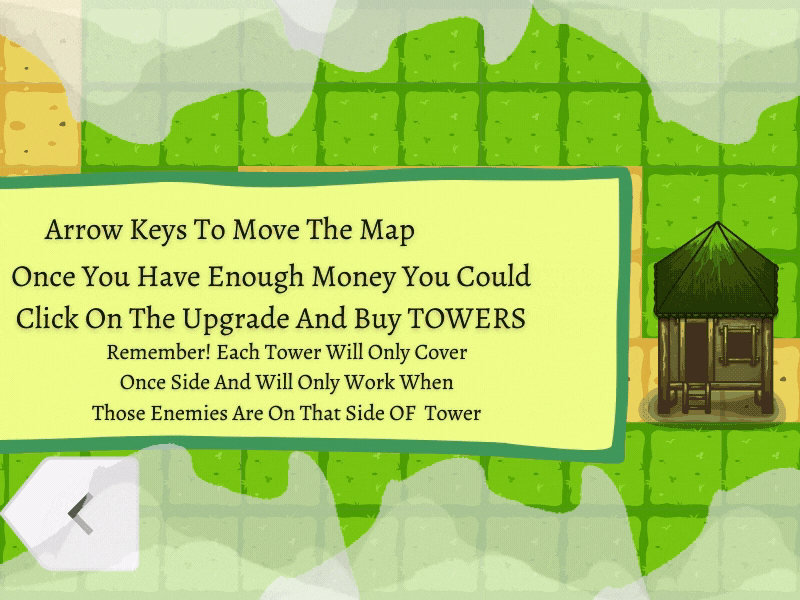 Arrow Keys To Move The Map
Once You Have Enough Money You Could
Click On The Upgrade And Buy TOWERS
Remember! Each Tower Will Only Cover
Once Side And Will Only Work When
Those Enemies Are On That Side OF Tower